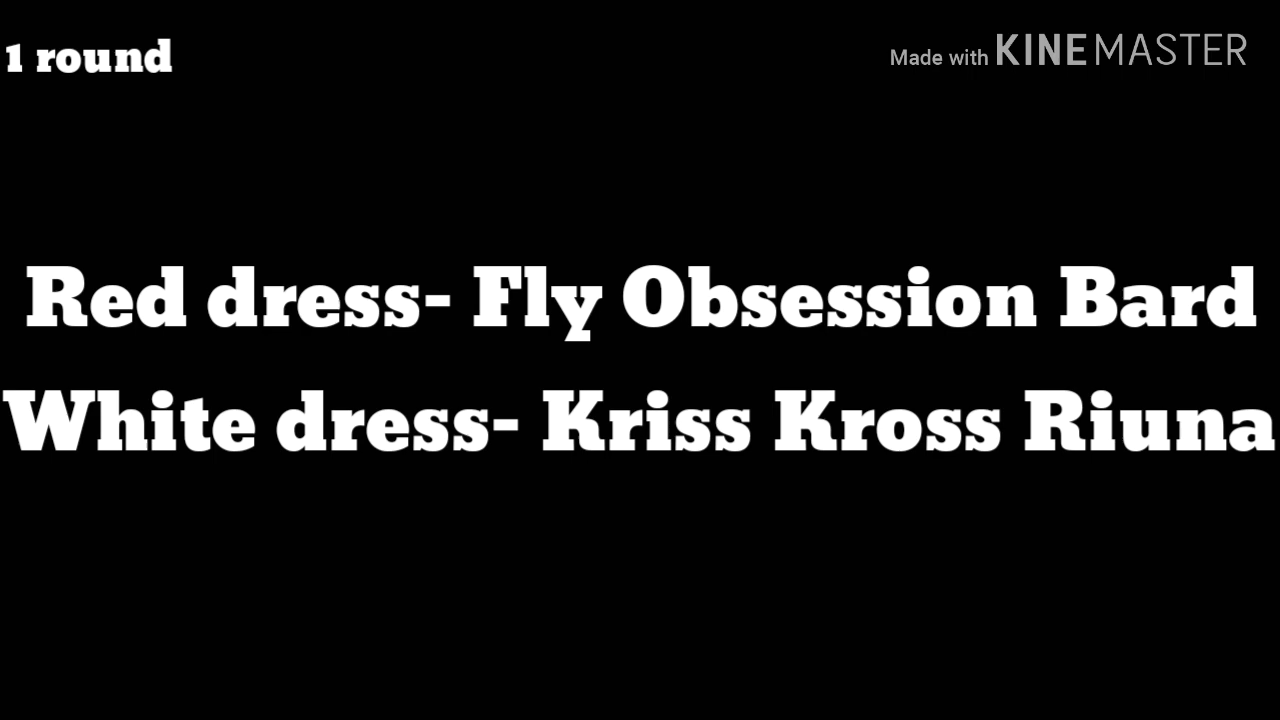 1 round
Made with KINEMASTER
Red dress- Fly Obsession Bard
White dress- Kriss Kross Riuna